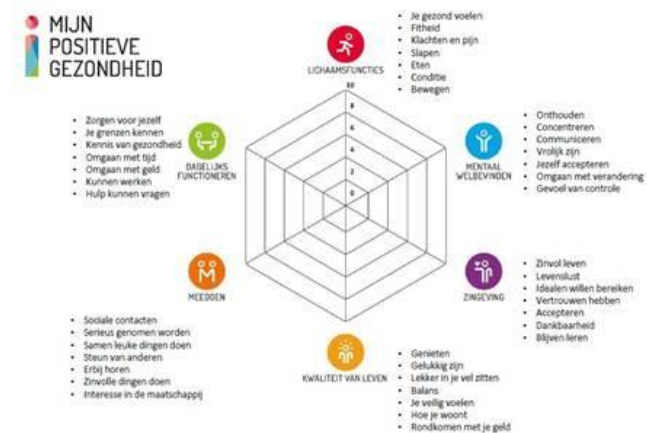 MIJN
POSITIEVE
GEZONDHEID
LICHAAMSFUNCTIES
• Je gezond voelen
• Fitheid
• Klachten en pijn
• Slapen
• Eten
• Conditie
• Bewegen
10
8
6
4
2
0
MENTAAL
WELBEVINDEN
• Onthouden
• Concentreren
• Communiceren
• Vrolijk zijn
• Jezelf accepteren
• Omgaan met verandering
• Gevoel van controle
ZINGEVING
• Zinvol leven
• Levenslust
• Idealen willen bereiken
• Vertrouwen hebben
• Accepteren
• Dankbaarheid
• Blijven leren
KWALITEIT VAN LEVEN
• Genieten
• Gelukkig zijn
• Lekker in je vel zitten
• Balans
• Je veilig voelen
• Hoe je woont
• Rondkomen met je geld
MEEDOEN
• Sociale contacten
• Serieus genomen worden
• Samen leuke dingen doen
• Steun van anderen
• Erbij horen
• Zinvolle dingen doen
• Interesse in de maatschappij
DAGELIJKS
FUNCTIONEREN
• Zorgen voor jezelf
• Je grenzen kennen
• Kennis van gezondheid
• Omgaan met tijd
• Omgaan met geld
• Kunnen werken
• Hulp kunnen vragen